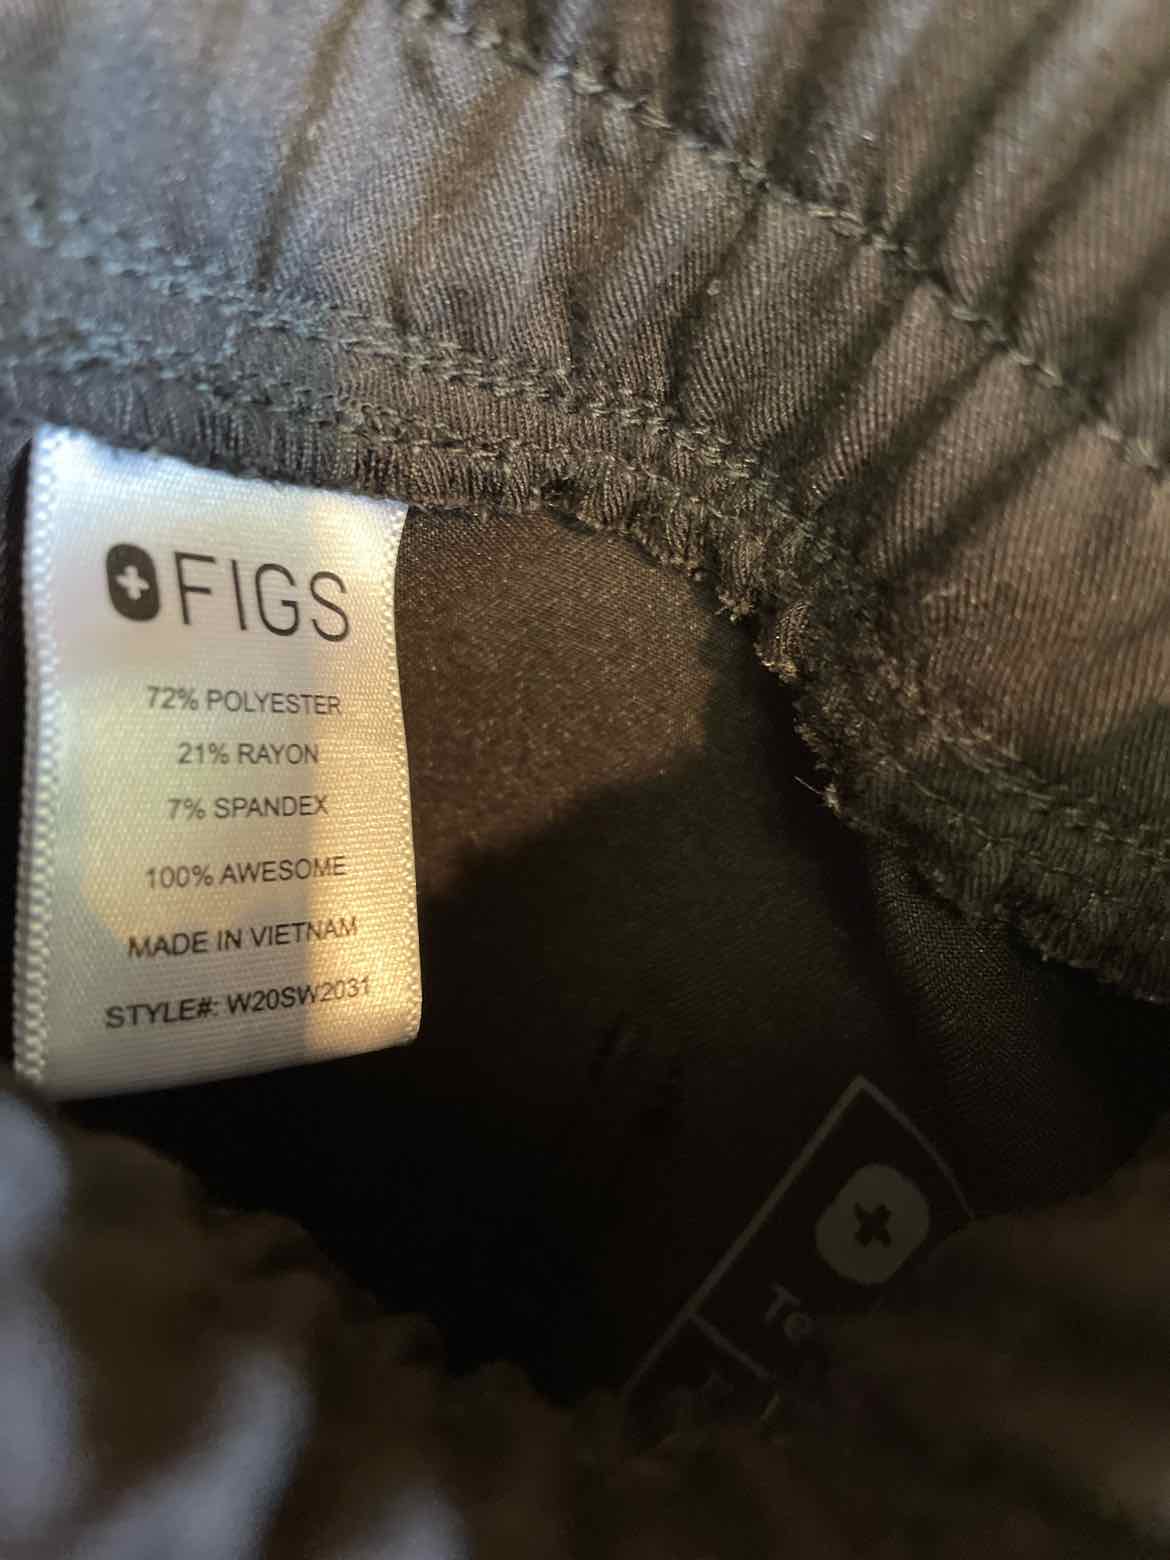 FIGS
72% POLYESTER
21% RAYON
7% SPANDEX
100% AWESOME
MADE IN VIETNAM
STYLE#: W20SW2031